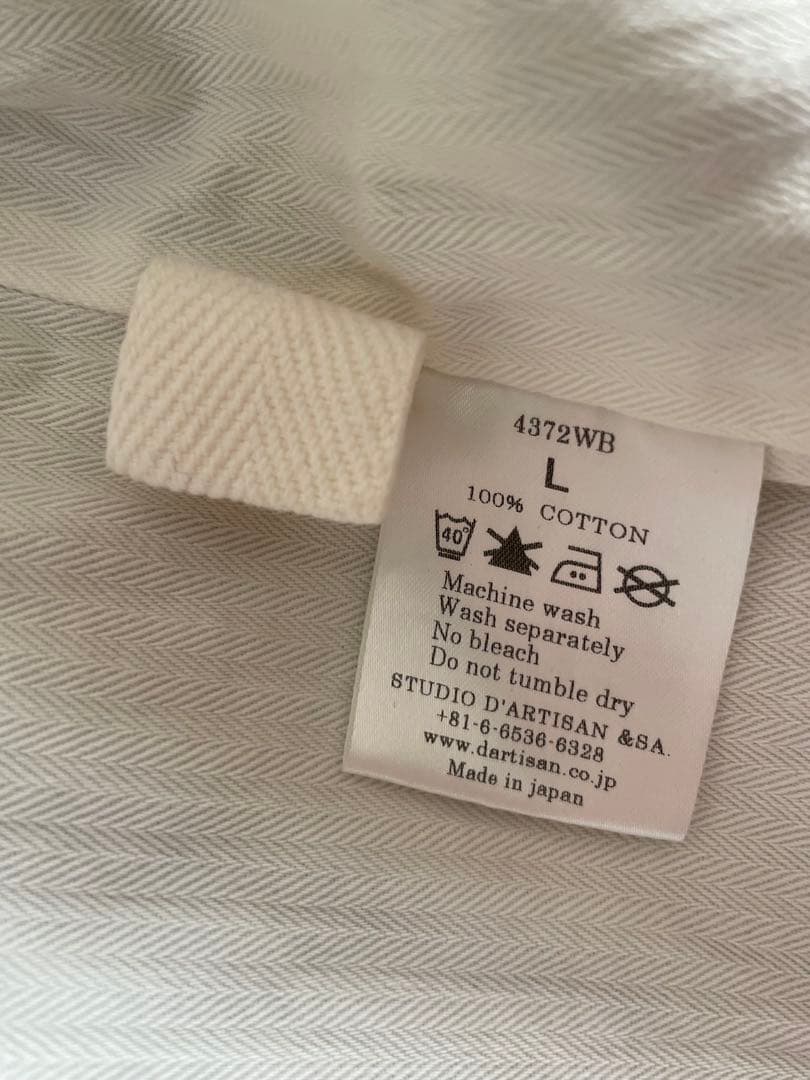 4372WB
L
100% COTTON
40°
Machine wash
Wash separately
No bleach
Do not tumble dry
STUDIO D'ARTISAN &SA.
+81-6-6536-6328
www.dartisan.co.jp
Made in japan